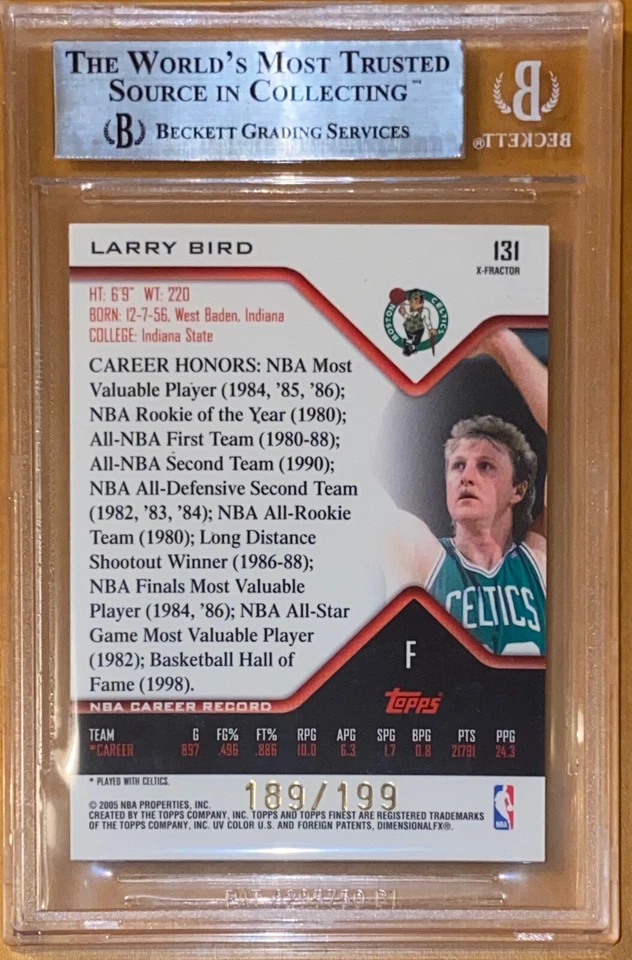 THE WORLD'S MOST TRUSTED
SOURCE IN COLLECTING™
B BECKETT GRADING SERVICES
B
BECKETT®
LARRY BIRD
131
X-FRACTOR
HT: 6'9" WT: 220
BORN: 12-7-56, West Baden, Indiana
COLLEGE: Indiana State
BOSTON CELTICS
CAREER HONORS: NBA Most
Valuable Player (1984, '85, '86);
NBA Rookie of the Year (1980);
All-NBA First Team (1980-88);
All-NBA Second Team (1990);
NBA All-Defensive Second Team
(1982, '83, '84); NBA All-Rookie
Team (1980); Long Distance
Shootout Winner (1986-88);
NBA Finals Most Valuable
Player (1984, '86); NBA All-Star
Game Most Valuable Player
(1982); Basketball Hall of
Fame (1998).
CELTICS
F
Topps
NBA CAREER RECORD
TEAM G FG% FT% RPG APG SPG BPG PTS PPG
*CAREER 897 .496 .886 10.0 6.3 1.7 0.8 21791 24.3
* PLAYED WITH CELTICS.
189/199
© 2005 NBA PROPERTIES, INC.
CREATED BY THE TOPPS COMPANY, INC. TOPPS AND TOPPS FINEST ARE REGISTERED TRADEMARKS
OF THE TOPPS COMPANY, INC. UV COLOR U.S. AND FOREIGN PATENTS, DIMENSIONALFX®.
NBA